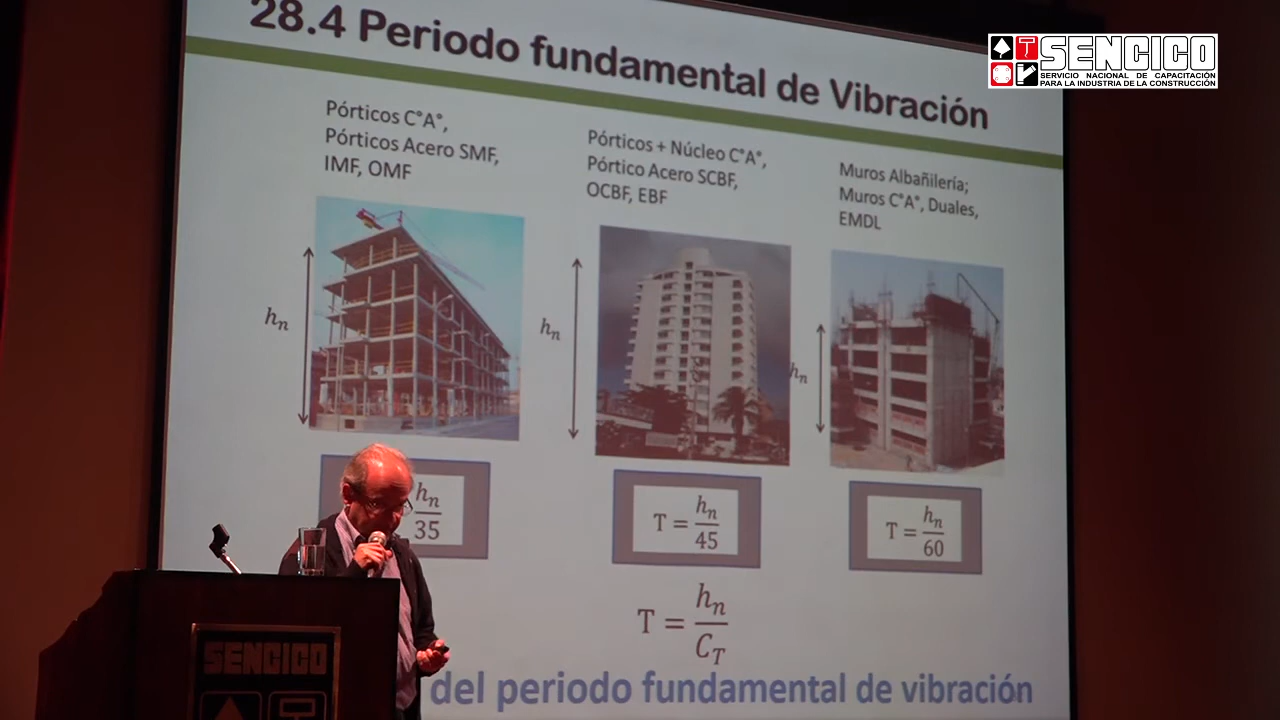 28.4 Periodo fundamental de Vibración
SENCICO
SERVICIO NACIONAL DE CAPACITACIÓN
PARA LA INDUSTRIA DE LA CONSTRUCCIÓN
Pórticos C°A°,
Pórticos Acero SMF,
IMF, OMF
Pórticos + Núcleo C°A°,
Pórtico Acero SCBF,
OCBF, EBF
Muros Albañilería;
Muros C°A°, Duales,
EMDL
hn
hn
hn
hn
35
T = hn
45
T = hn
60
T = hn
CT
del periodo fundamental de vibración
SENCICO